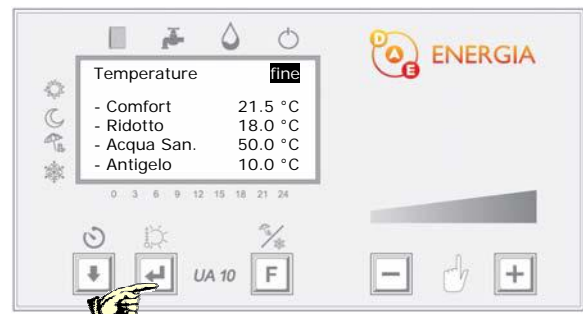 D A E ENERGIA
Temperature fine
- Comfort 21.5 °C
- Ridotto 18.0 °C
- Acqua San. 50.0 °C
- Antigelo 10.0 °C
0 3 6 9 12 15 18 21 24
UA 10 F